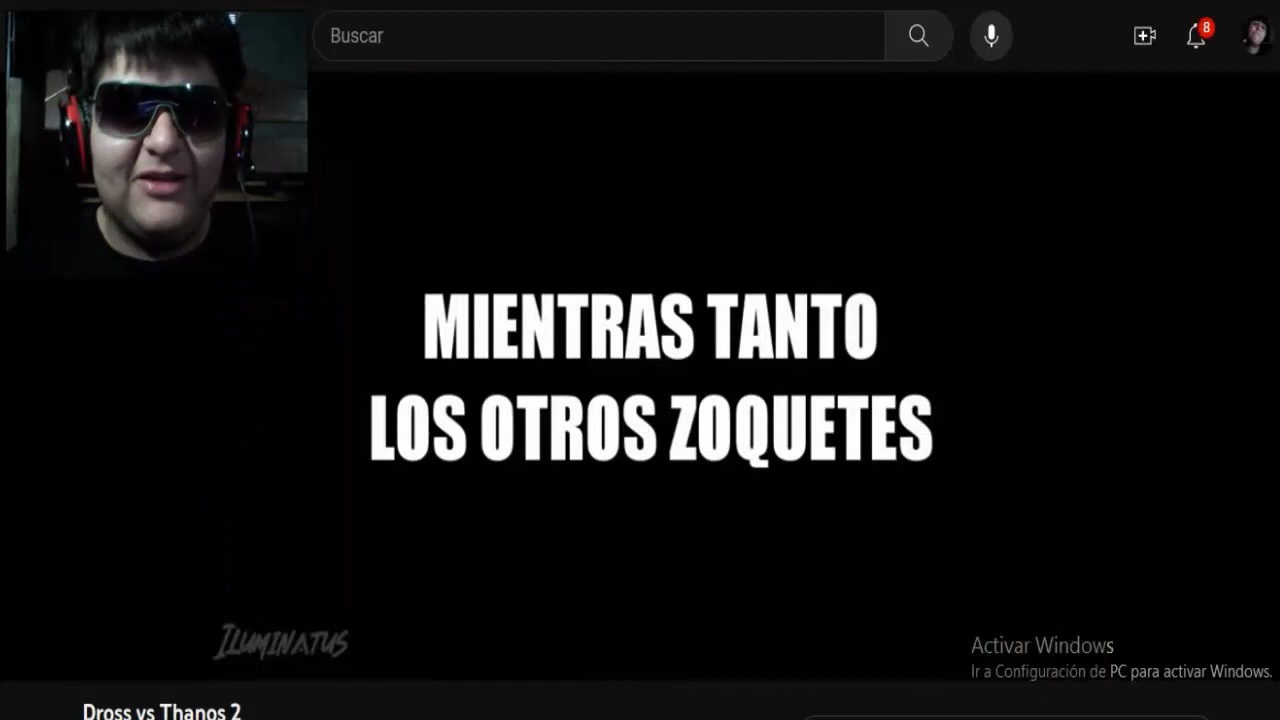 Buscar
8
MIENTRAS TANTO
LOS OTROS ZOQUETES
ILUMINATUS
Activar Windows
Ir a Configuración de PC para activar Windows.
Dross vs Thanos 2